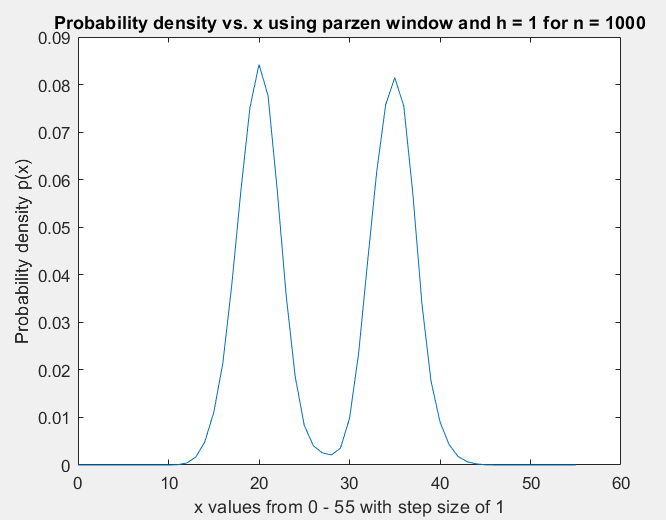 Probability density vs. x using parzen window and h = 1 for n = 1000
0.09
0.08
0.07
0.06
0.05
0.04
0.03
0.02
0.01
0
Probability density p(x)
0 10 20 30 40 50 60
x values from 0 - 55 with step size of 1